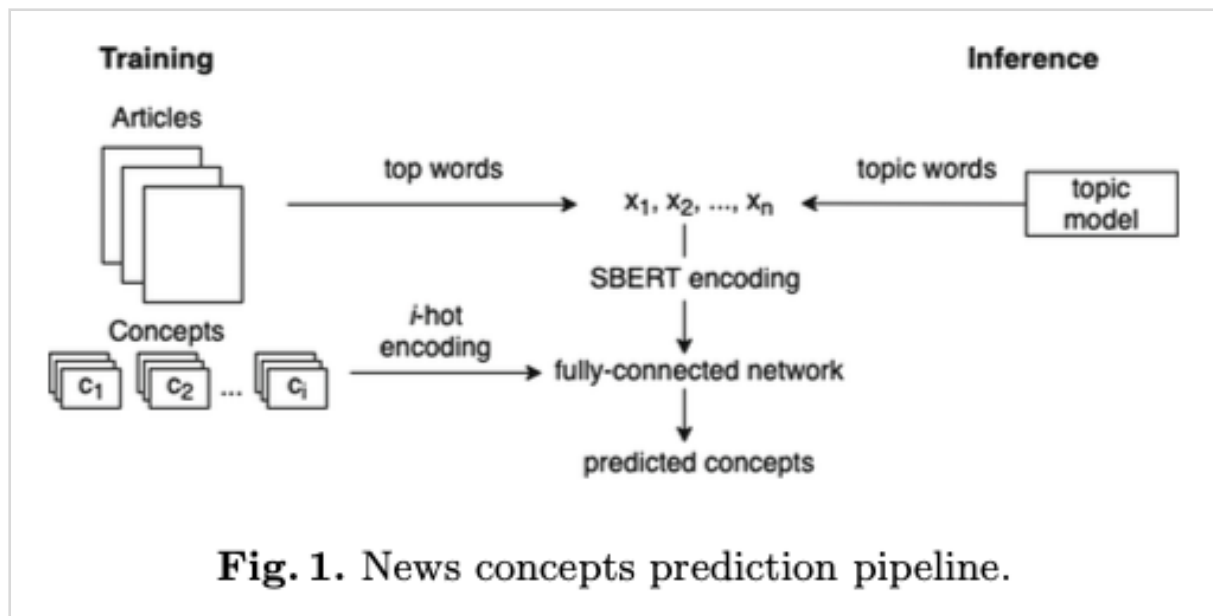 Training
Inference
Articles
top words
topic words
x1, x2, ..., xn
topic
model
SBERT encoding
Concepts
i-hot
encoding
c1 c2 ... ci
fully-connected network
predicted concepts
Fig. 1. News concepts prediction pipeline.